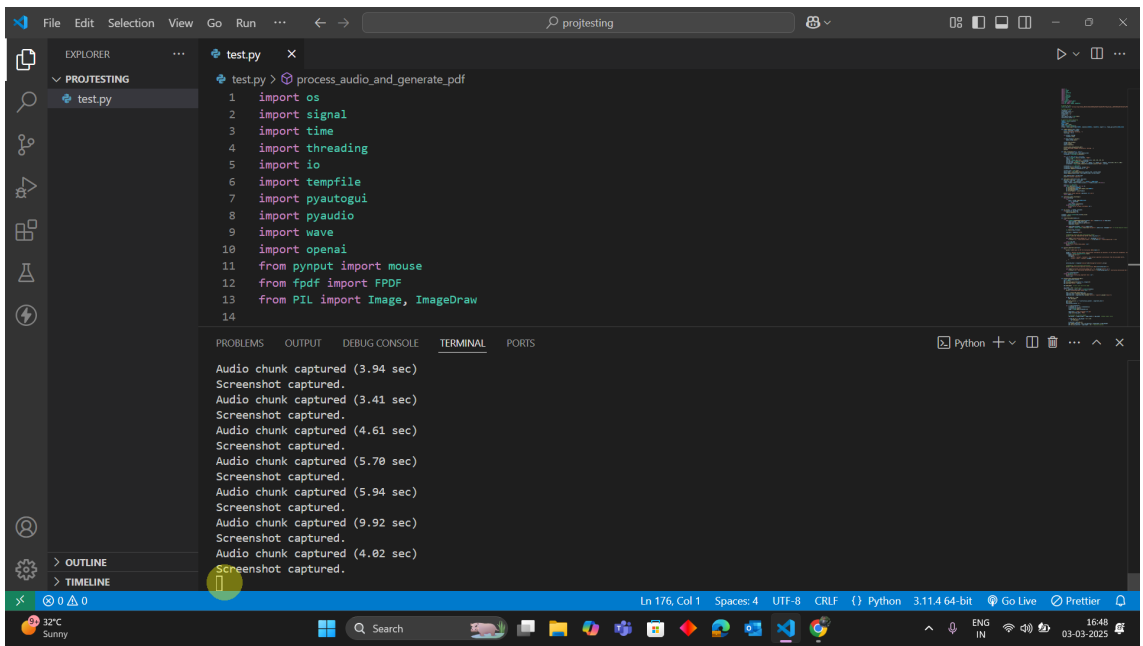 File Edit Selection View Go Run ··· projtesting
EXPLORER ···
PROJTESTING
test.py
OUTLINE
TIMELINE
test.py
test.py > process_audio_and_generate_pdf
1 import os
2 import signal
3 import time
4 import threading
5 import io
6 import tempfile
7 import pyautogui
8 import pyaudio
9 import wave
10 import openai
11 from pynput import mouse
12 from fpdf import FPDF
13 from PIL import Image, ImageDraw
14
PROBLEMS OUTPUT DEBUG CONSOLE TERMINAL PORTS Python
Audio chunk captured (3.94 sec)
Screenshot captured.
Audio chunk captured (3.41 sec)
Screenshot captured.
Audio chunk captured (4.61 sec)
Screenshot captured.
Audio chunk captured (5.70 sec)
Screenshot captured.
Audio chunk captured (5.94 sec)
Screenshot captured.
Audio chunk captured (9.92 sec)
Screenshot captured.
Audio chunk captured (4.02 sec)
Screenshot captured.
0 0 Ln 176, Col 1 Spaces: 4 UTF-8 CRLF {} Python 3.11.4 64-bit Go Live Prettier
9+ 32°C Search ENG 16:48
Sunny IN 03-03-2025